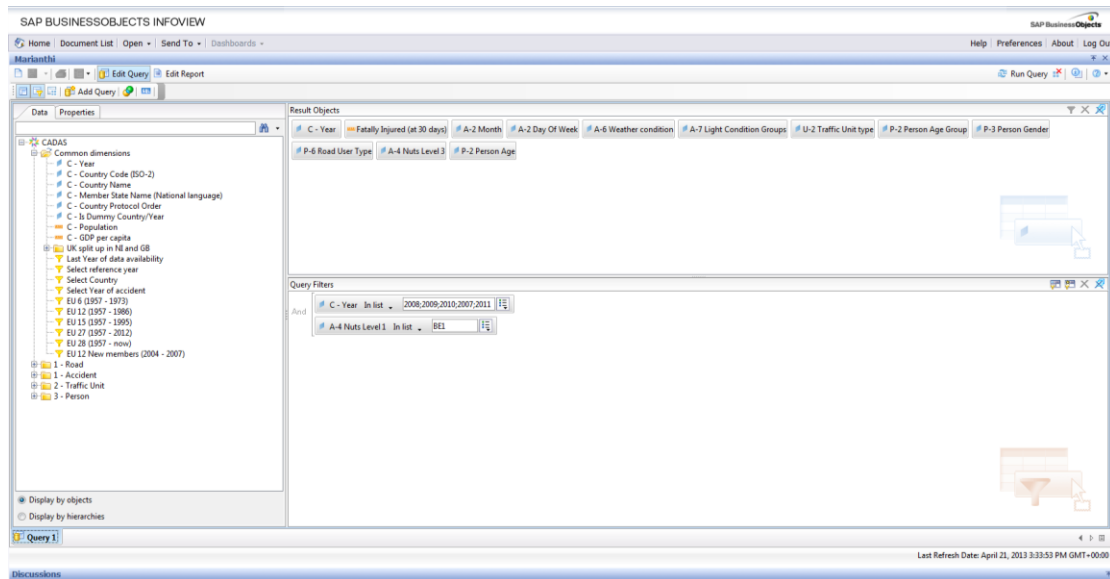 SAP BUSINESSOBJECTS INFOVIEW
SAP BusinessObjects
Home Document List Open Send To Dashboards
Help Preferences About Log Ou
Marianthi
Edit Query Edit Report
Run Query
Add Query
Data Properties
CADAS
Common dimensions
C - Year
C - Country Code (ISO-2)
C - Country Name
C - Member State Name (National language)
C - Country Protocol Order
C - Is Dummy Country/Year
C - Population
C - GDP per capita
UK split up in NI and GB
Last Year of data availability
Select reference year
Select Country
Select Year of accident
EU 6 (1957 - 1973)
EU 12 (1957 - 1986)
EU 15 (1957 - 1995)
EU 27 (1957 - 2012)
EU 28 (1957 - now)
EU 12 New members (2004 - 2007)
1 - Road
1 - Accident
2 - Traffic Unit
3 - Person
Display by objects
Display by hierarchies
Result Objects
C - Year Fatally Injured (at 30 days) A-2 Month A-2 Day Of Week A-6 Weather condition A-7 Light Condition Groups U-2 Traffic Unit type P-2 Person Age Group P-3 Person Gender
P-6 Road User Type A-4 Nuts Level 3 P-2 Person Age
Query Filters
And
C - Year In list 2008;2009;2010;2007;2011
A-4 Nuts Level 1 In list BE1
Query 1
Last Refresh Date: April 21, 2013 3:33:53 PM GMT+00:00
Discussions